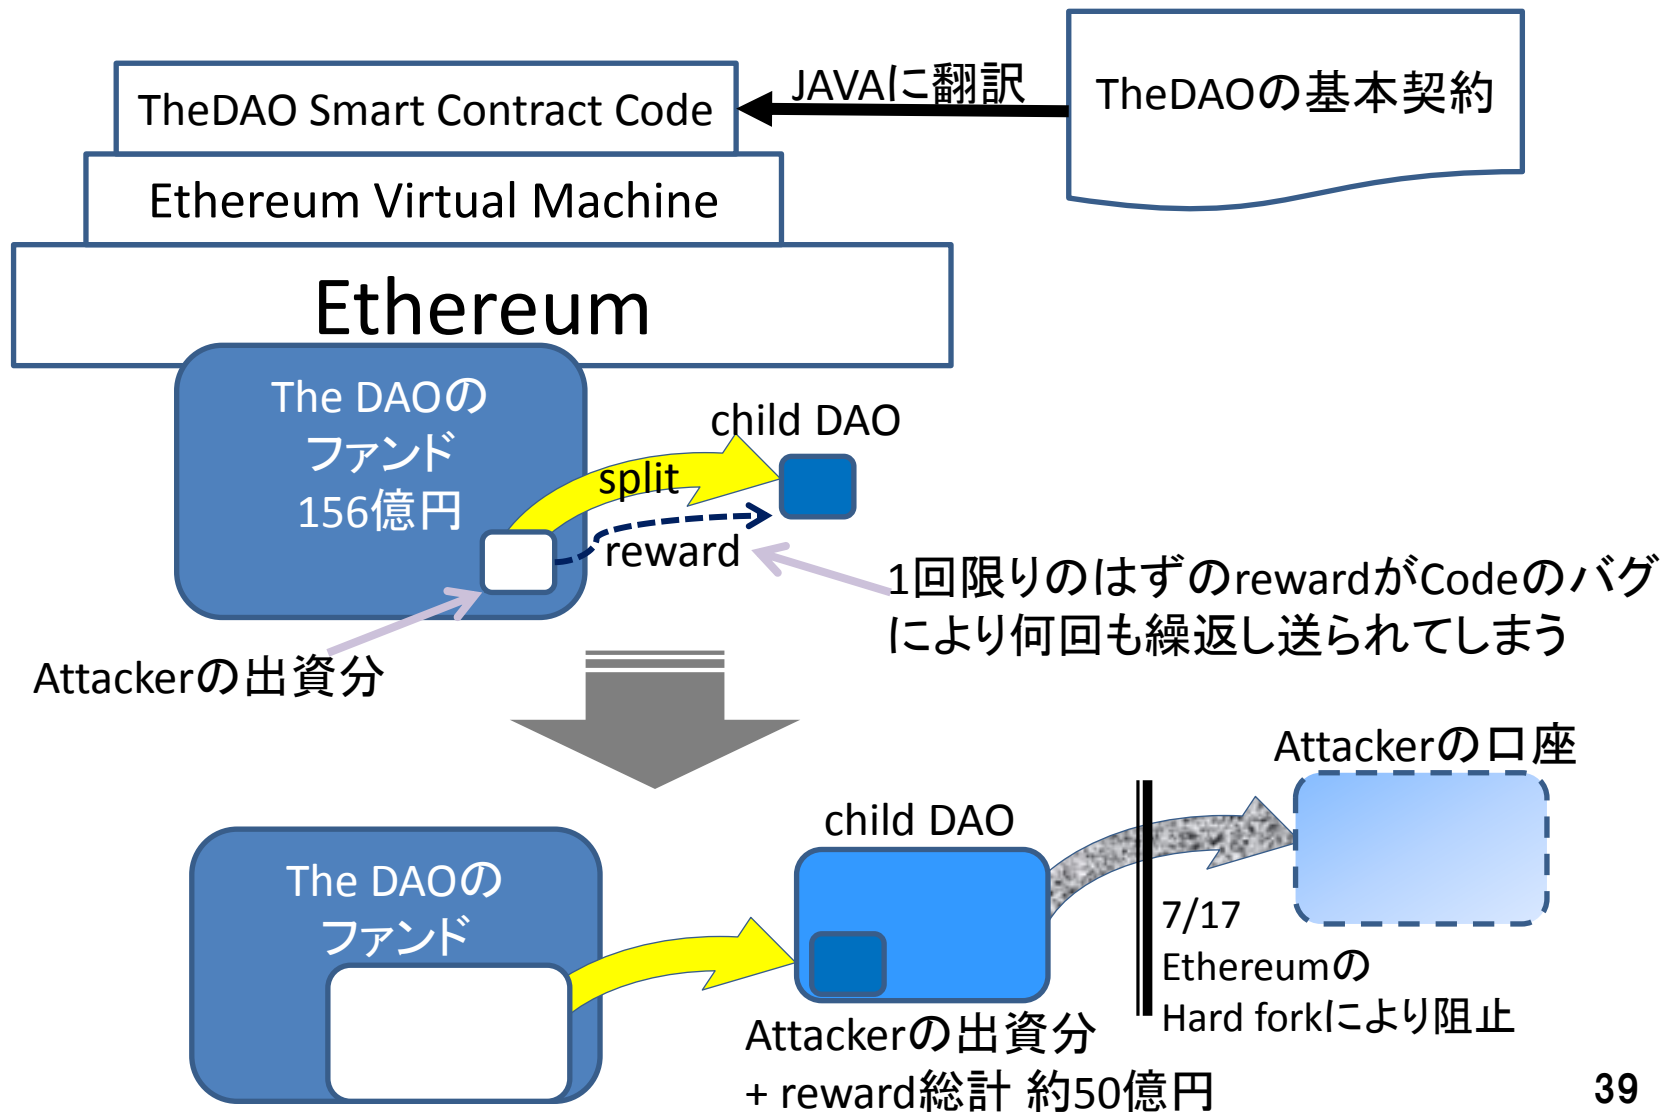 JAVAに翻訳
TheDAOの基本契約
TheDAO Smart Contract Code
Ethereum Virtual Machine
Ethereum
The DAOの
ファンド
156億円
child DAO
split
reward
1回限りのはずのrewardがCodeのバグ
により何回も繰返し送られてしまう
Attackerの出資分
Attackerの口座
child DAO
The DAOの
ファンド
7/17
Ethereumの
Hard forkにより阻止
Attackerの出資分
+ reward総計 約50億円
39